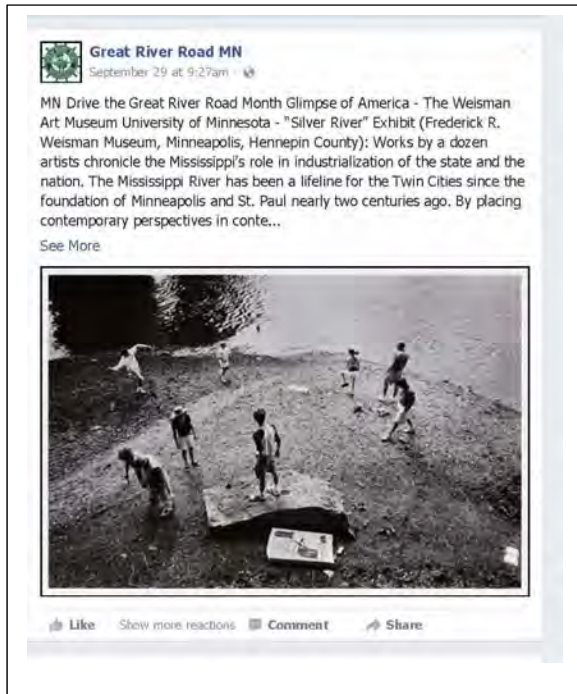 Great River Road MN
September 29 at 9:27am ·
MN Drive the Great River Road Month Glimpse of America - The Weisman
Art Museum University of Minnesota - "Silver River" Exhibit (Frederick R.
Weisman Museum, Minneapolis, Hennepin County): Works by a dozen
artists chronicle the Mississippi's role in industrialization of the state and the
nation. The Mississippi River has been a lifeline for the Twin Cities since the
foundation of Minneapolis and St. Paul nearly two centuries ago. By placing
contemporary perspectives in conte...
See More
Like Show more reactions Comment Share